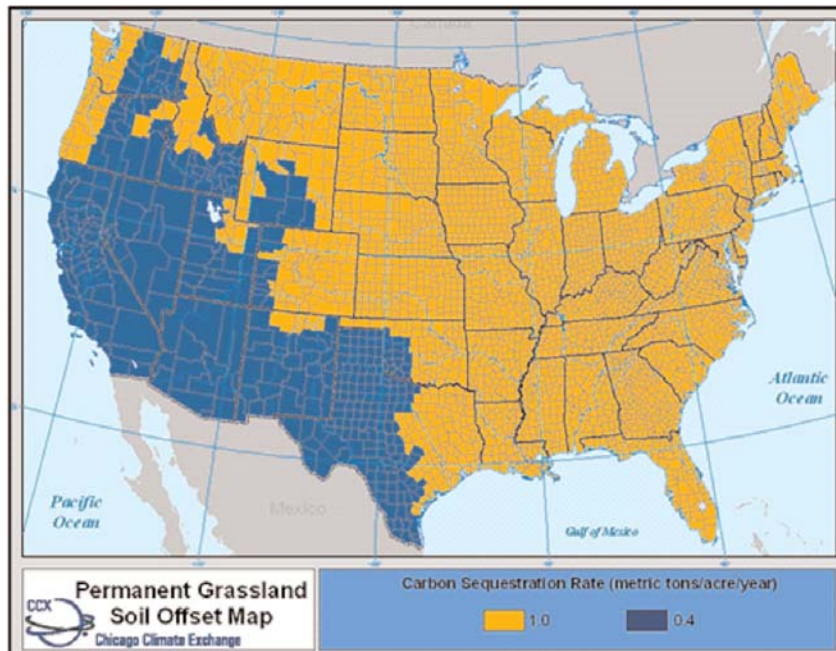 Canada
Atlantic
Ocean
Pacific
Ocean
Mexico
Gulf of Mexico
CCX
Permanent Grassland
Soil Offset Map
Chicago Climate Exchange
Carbon Sequestration Rate (metric tons/acre/year)
1.0
0.4